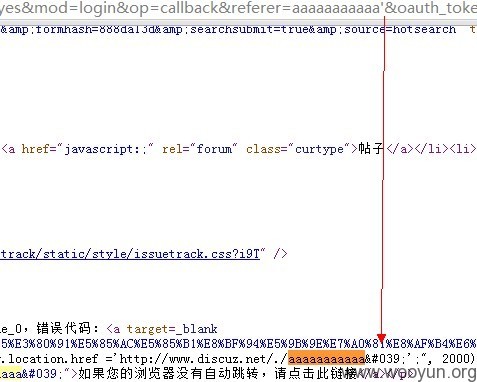 yes&mod=login&op=callback&referer=aaaaaaaaaaa'&oauth_toke
&amp;formhash=888da13d&amp;searchsubmit=true&amp;source=hotsearch" t
<a href="javascript:;" rel="forum" class="curtype">帖子</a></li><li>
track/static/style/issuetrack.css?i9T" />
le_0，错误代码：<a target=_blank
5%E3%80%91%E5%85%AC%E5%85%B1%E8%BF%94%E5%9B%9E%E7%A0%81%E8%AF%B4%E6%
.location.href ='http://www.discuz.net/./aaaaaaaaaaa&#039;';", 2000)
aaa&#039;">如果您的浏览器没有自动跳转，请点击此链接</a></p>
www.wooyun.org